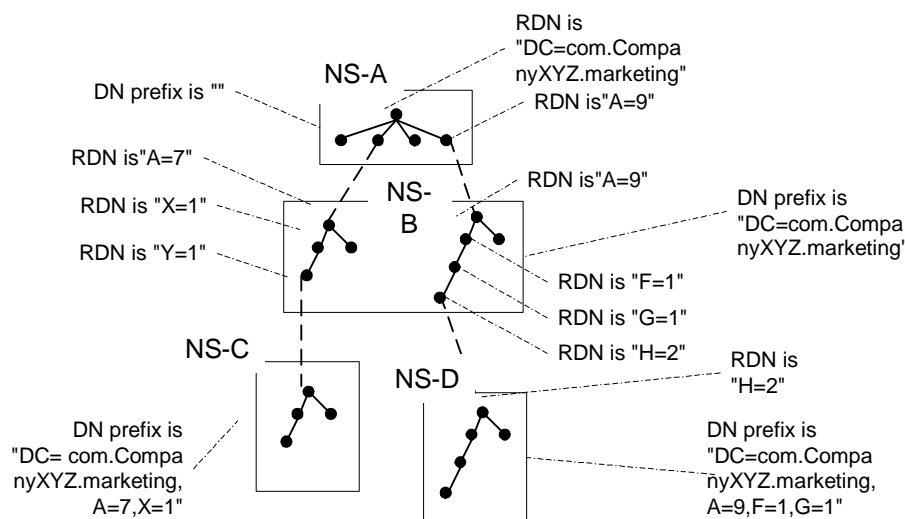 RDN is
"DC=com.Compa
nyXYZ.marketing"
NS-A
DN prefix is ""
RDN is"A=9"
RDN is"A=7"
NS-
B
RDN is"A=9"
RDN is "X=1"
DN prefix is
"DC=com.Compa
nyXYZ.marketing"
RDN is "Y=1"
RDN is "F=1"
RDN is "G=1"
RDN is "H=2"
NS-C
NS-D
RDN is
"H=2"
DN prefix is
"DC= com.Compa
nyXYZ.marketing,
A=7,X=1"
DN prefix is
"DC=com.Compa
nyXYZ.marketing,
A=9,F=1,G=1"